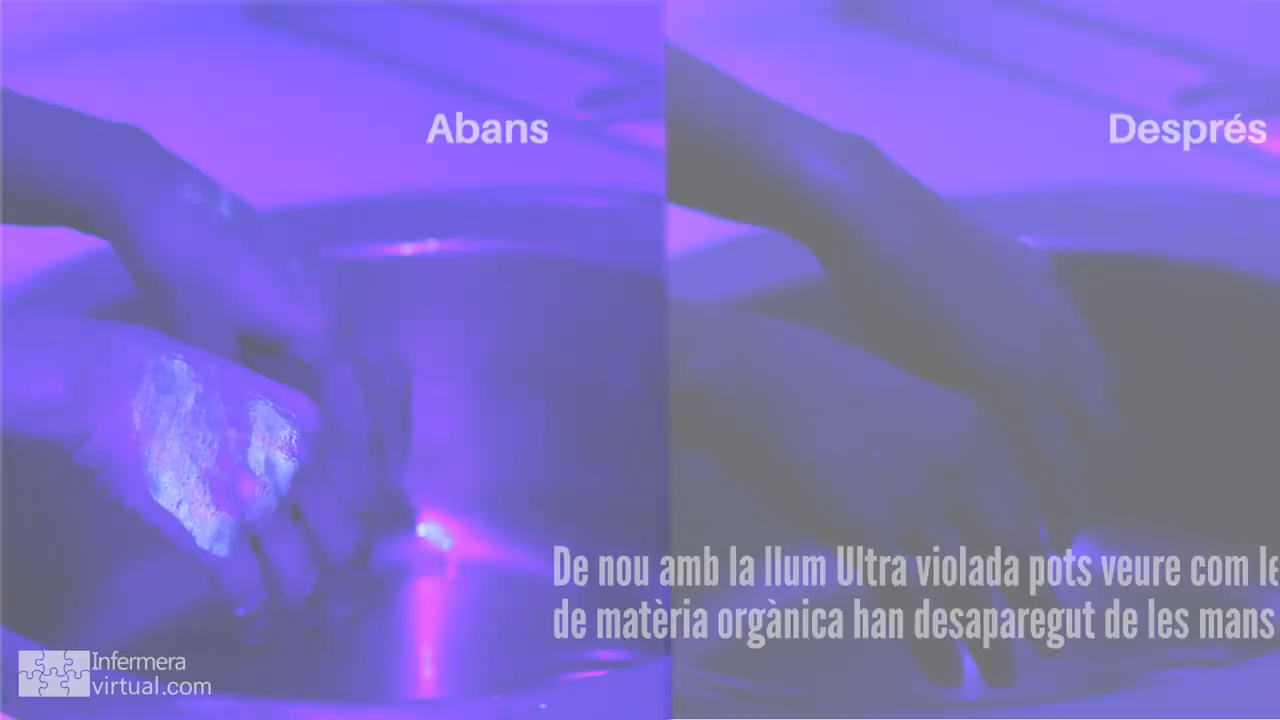 Abans
Després
De nou amb la llum Ultra violada pots veure com
de matèria orgànica han desaparegut de les mans
Infermera
virtual.com